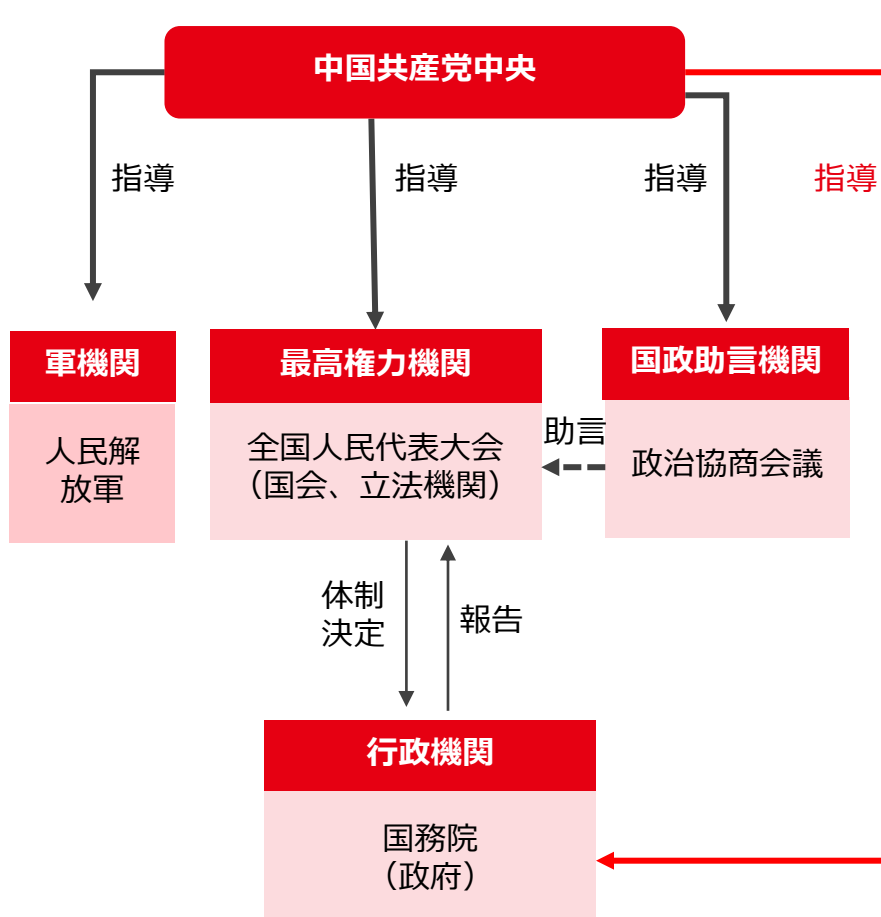 中国共産党中央
指導
指導
指導
指導
軍機関
最高権力機関
国政助言機関
人民解
放軍
全国人民代表大会
（国会、立法機関）
助言
政治協商会議
体制
決定
報告
行政機関
国務院
（政府）